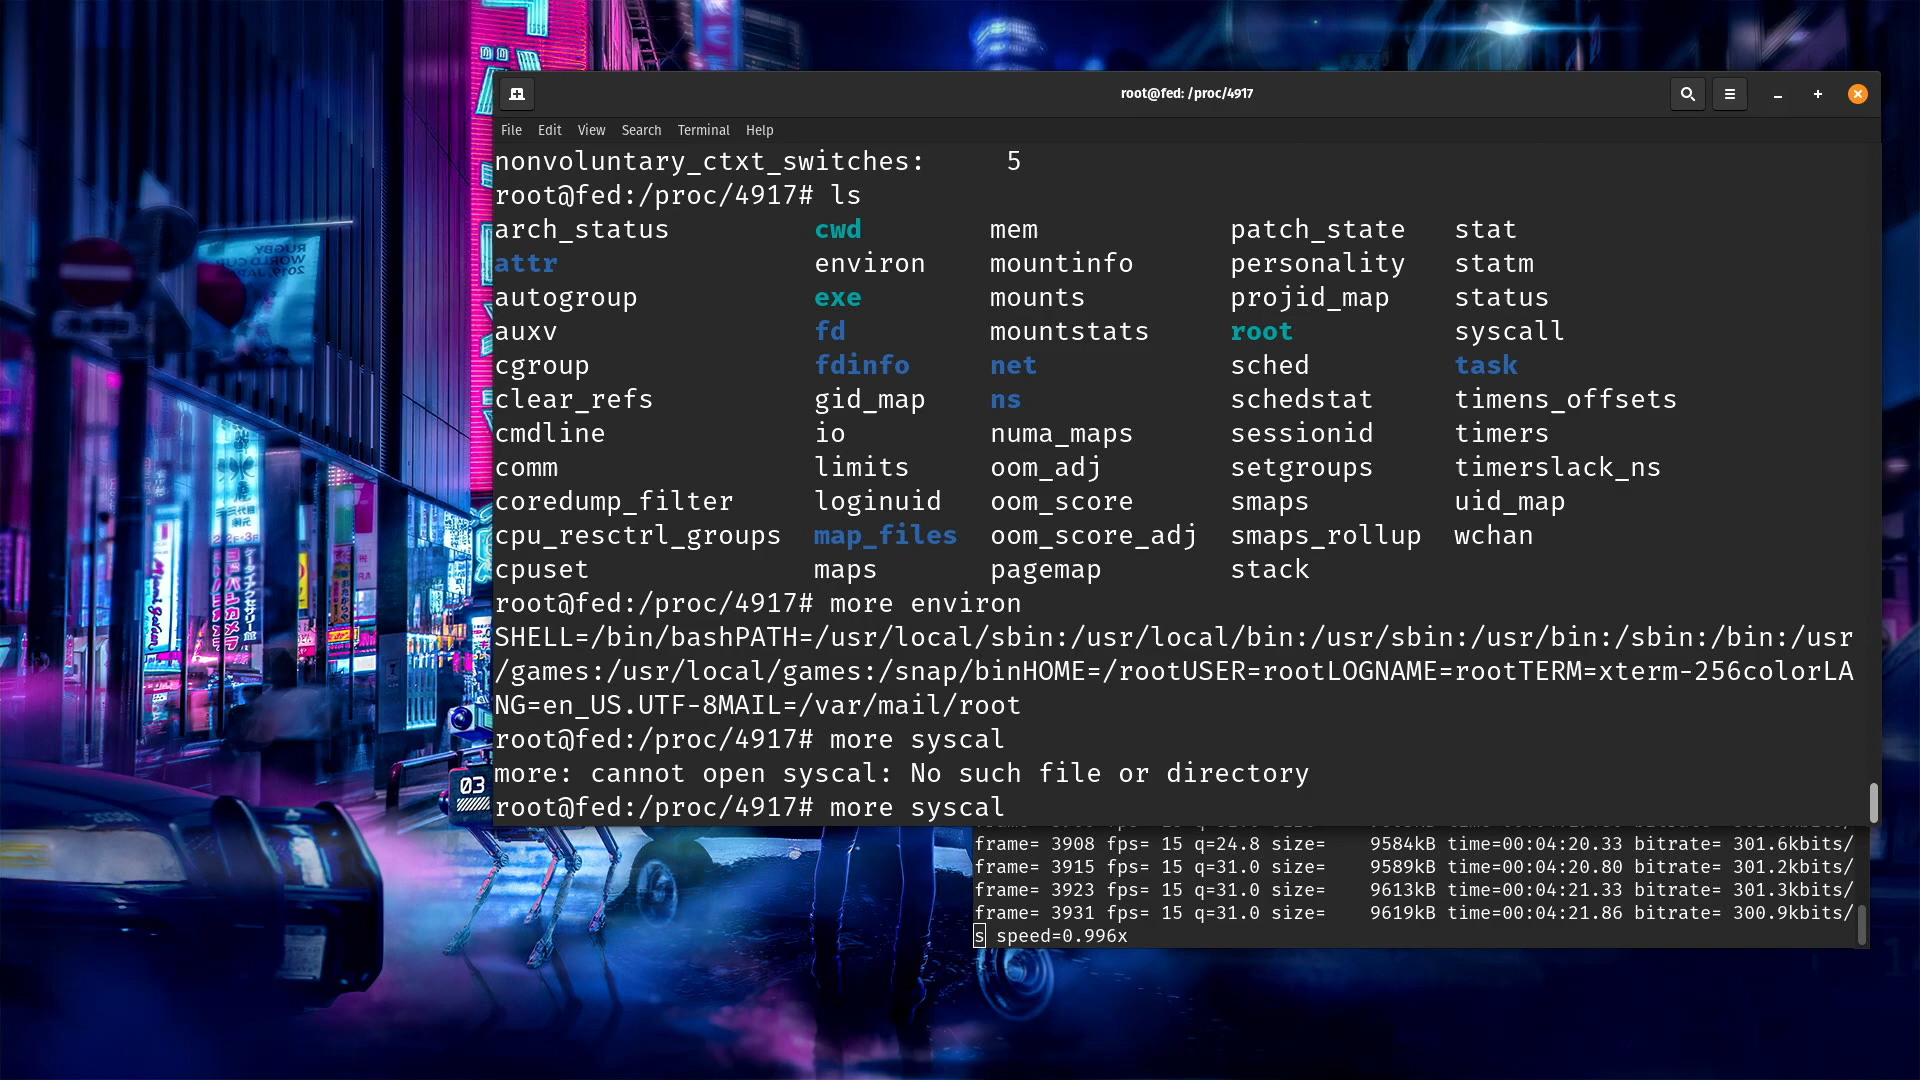 root@fed: /proc/4917
File Edit View Search Terminal Help
nonvoluntary_ctxt_switches: 5
root@fed:/proc/4917# ls
arch_status cwd mem patch_state stat
attr environ mountinfo personality statm
autogroup exe mounts projid_map status
auxv fd mountstats root syscall
cgroup fdinfo net sched task
clear_refs gid_map ns schedstat timens_offsets
cmdline io numa_maps sessionid timers
comm limits oom_adj setgroups timerslack_ns
coredump_filter loginuid oom_score smaps uid_map
cpu_resctrl_groups map_files oom_score_adj smaps_rollup wchan
cpuset maps pagemap stack
root@fed:/proc/4917# more environ
SHELL=/bin/bashPATH=/usr/local/sbin:/usr/local/bin:/usr/sbin:/usr/bin:/sbin:/bin:/usr
/games:/usr/local/games:/snap/binHOME=/rootUSER=rootLOGNAME=rootTERM=xterm-256colorLA
NG=en_US.UTF-8MAIL=/var/mail/root
root@fed:/proc/4917# more syscal
more: cannot open syscal: No such file or directory
root@fed:/proc/4917# more syscal
frame= 3908 fps= 15 q=24.8 size= 9584kB time=00:04:20.33 bitrate= 301.6kbits/
frame= 3915 fps= 15 q=31.0 size= 9589kB time=00:04:20.80 bitrate= 301.2kbits/
frame= 3923 fps= 15 q=31.0 size= 9613kB time=00:04:21.33 bitrate= 301.3kbits/
frame= 3931 fps= 15 q=31.0 size= 9619kB time=00:04:21.86 bitrate= 300.9kbits/
s speed=0.996x
RUGBY
WORLD CUP
2019, JAPAN
03